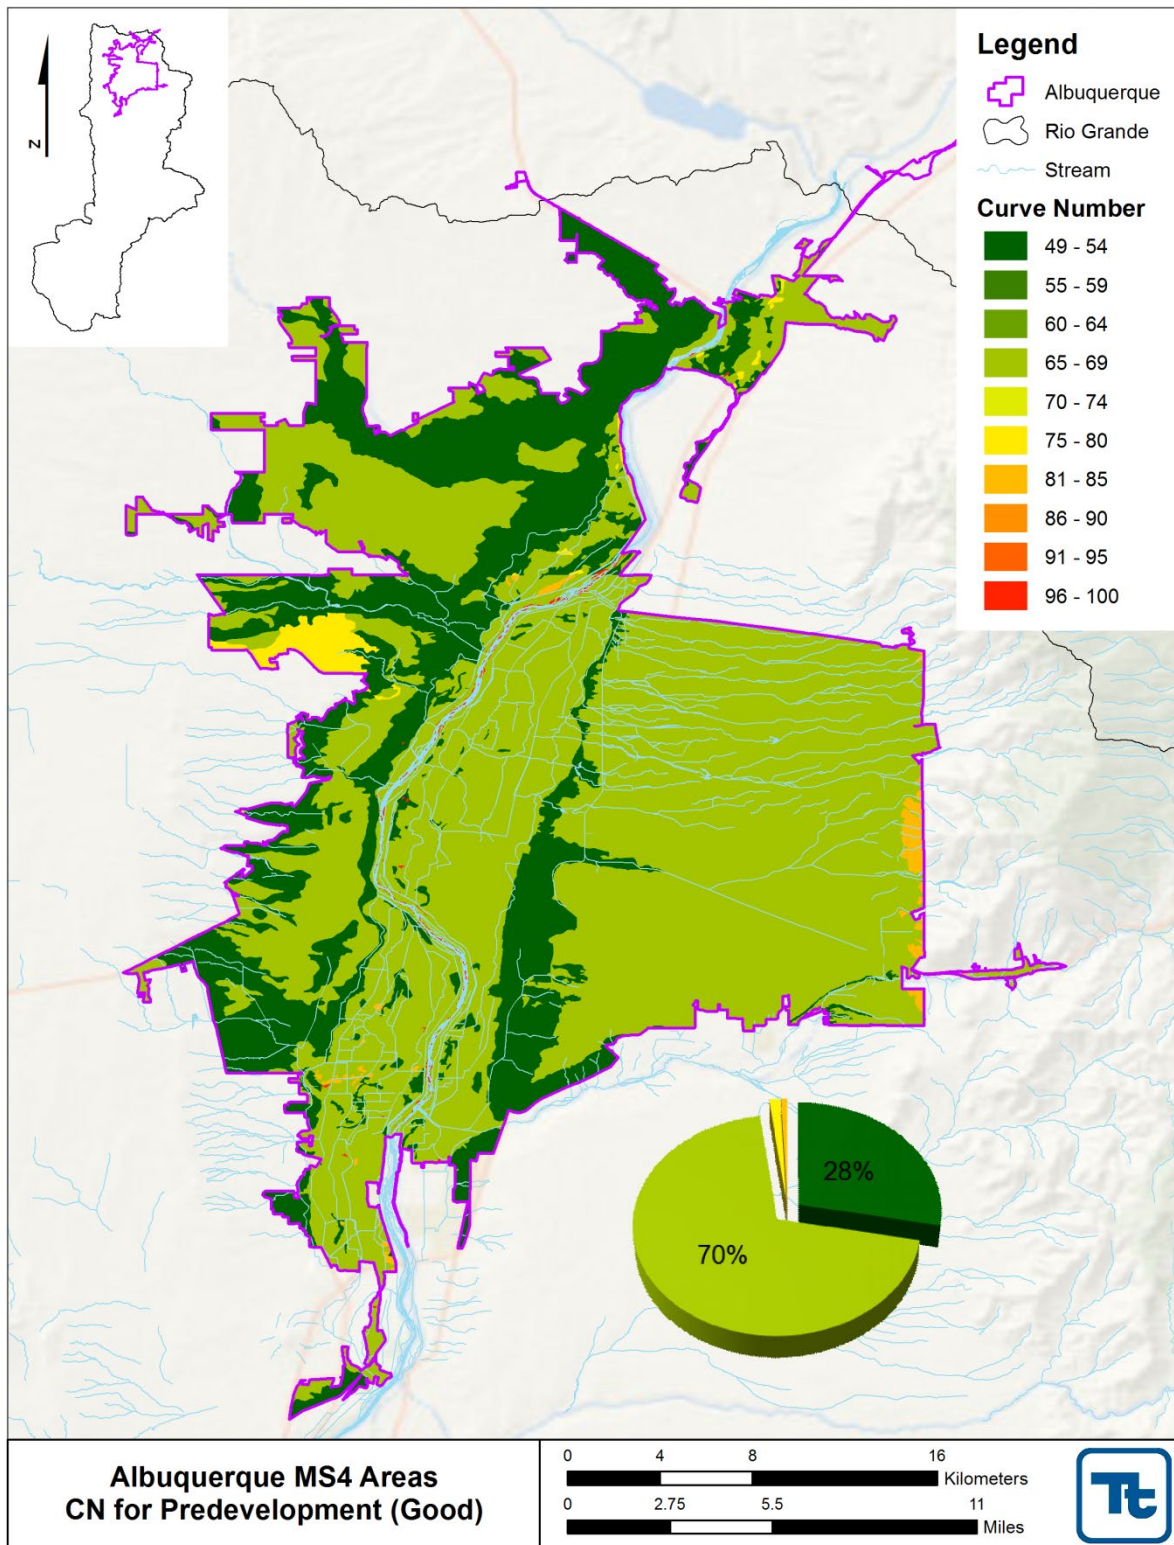 N
Legend
Albuquerque
Rio Grande
Stream
Curve Number
49 - 54
55 - 59
60 - 64
65 - 69
70 - 74
75 - 80
81 - 85
86 - 90
91 - 95
96 - 100
28%
70%
Albuquerque MS4 Areas
CN for Predevelopment (Good)
0 4 8 16
Kilometers
0 2.75 5.5 11
Miles
Tt